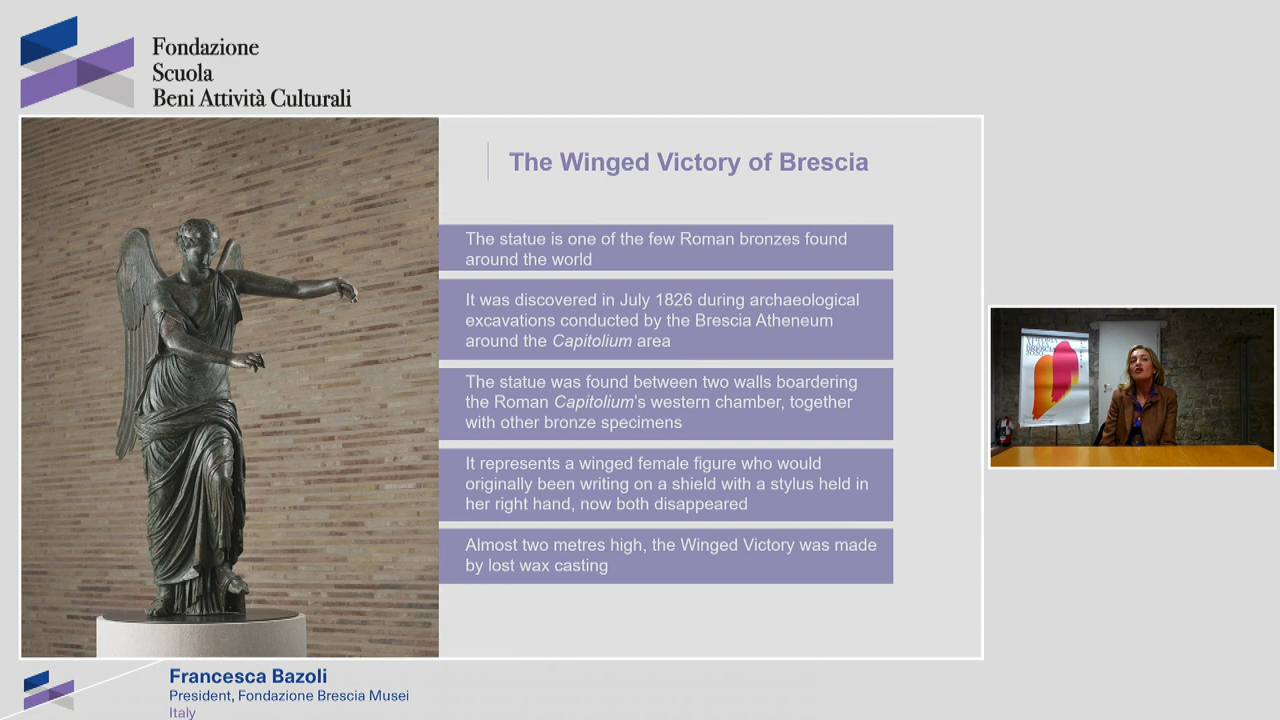 Fondazione
Scuola
Beni Attività Culturali
The Winged Victory of Brescia
The statue is one of the few Roman bronzes found
around the world
It was discovered in July 1826 during archaeological
excavations conducted by the Brescia Atheneum
around the Capitolium area
The statue was found between two walls boardering
the Roman Capitolium's western chamber, together
with other bronze specimens
It represents a winged female figure who would
originally been writing on a shield with a stylus held in
her right hand, now both disappeared
Almost two metres high, the Winged Victory was made
by lost wax casting
Francesca Bazoli
President, Fondazione Brescia Musei
Italy